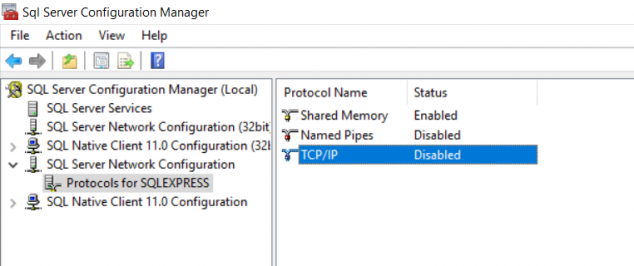 Sql Server Configuration Manager
File Action View Help
SQL Server Configuration Manager (Local)
SQL Server Services
SQL Server Network Configuration (32bit
SQL Native Client 11.0 Configuration (32b
SQL Server Network Configuration
Protocols for SQLEXPRESS
SQL Native Client 11.0 Configuration
Protocol Name Status
Shared Memory Enabled
Named Pipes Disabled
TCP/IP Disabled